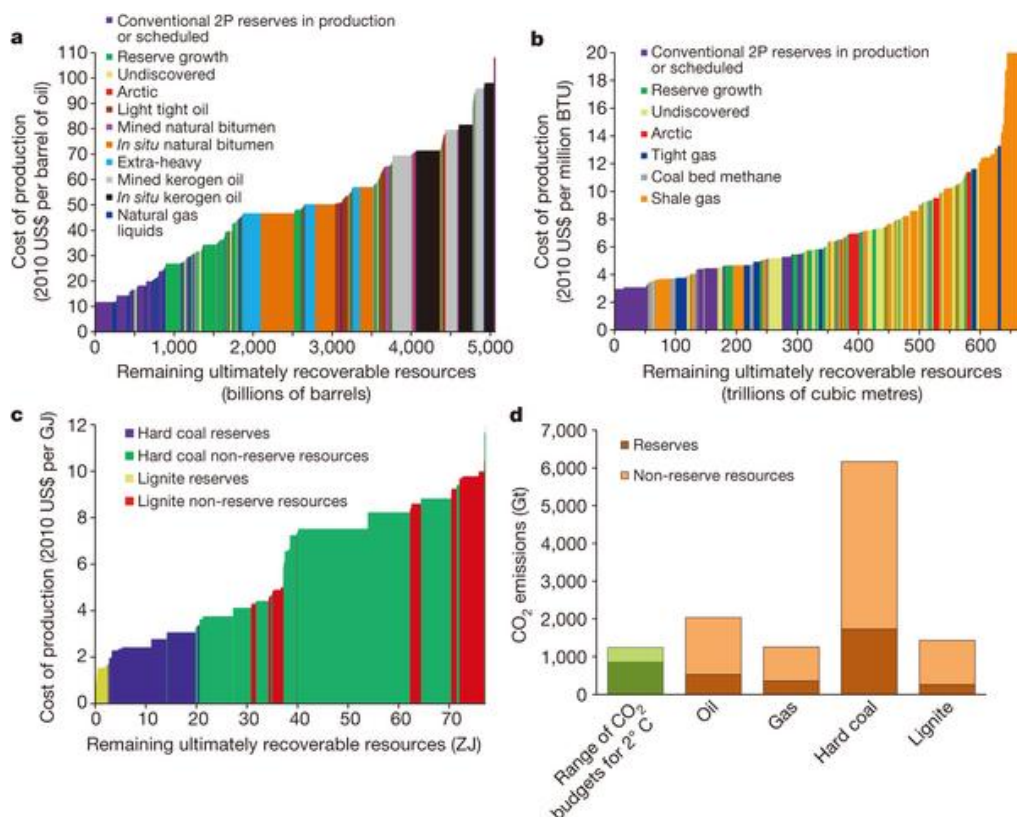 a
Conventional 2P reserves in production
or scheduled
Reserve growth
Undiscovered
Arctic
Light tight oil
Mined natural bitumen
In situ natural bitumen
Extra-heavy
Mined kerogen oil
In situ kerogen oil
Natural gas
liquids
Cost of production
(2010 US$ per barrel of oil)
110
100
90
80
70
60
50
40
30
20
10
0
0 1,000 2,000 3,000 4,000 5,000
Remaining ultimately recoverable resources
(billions of barrels)
b
Conventional 2P reserves in production
or scheduled
Reserve growth
Undiscovered
Arctic
Tight gas
Coal bed methane
Shale gas
Cost of production
(2010 US$ per million BTU)
20
18
16
14
12
10
8
6
4
2
0
0 100 200 300 400 500 600
Remaining ultimately recoverable resources
(trillions of cubic metres)
c
Hard coal reserves
Hard coal non-reserve resources
Lignite reserves
Lignite non-reserve resources
Cost of production (2010 US$ per GJ)
12
10
8
6
4
2
0
0 10 20 30 40 50 60 70
Remaining ultimately recoverable resources (ZJ)
d
Reserves
Non-reserve resources
CO₂ emissions (Gt)
7,000
6,000
5,000
4,000
3,000
2,000
1,000
0
Range of CO₂
budgets for 2° C
Oil
Gas
Hard coal
Lignite